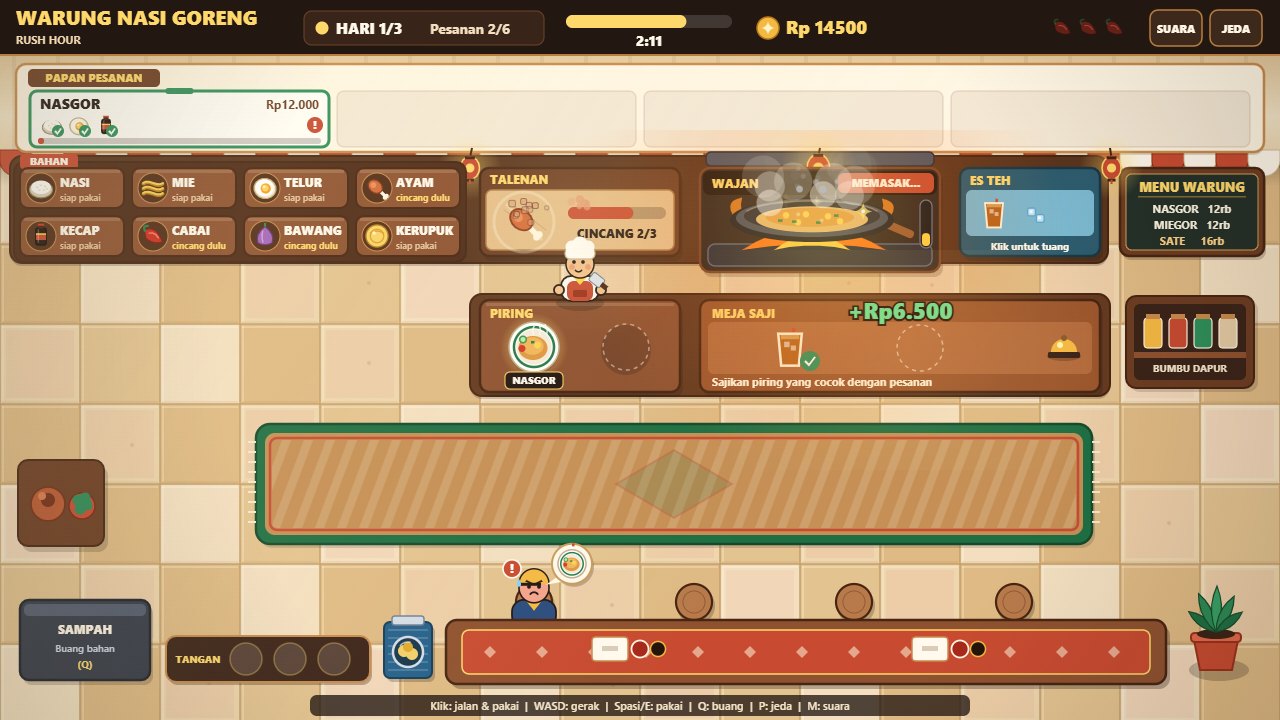 WARUNG NASI GORENG
RUSH HOUR
HARI 1/3 Pesanan 2/6
2:11
Rp 14500
SUARA
JEDA
PAPAN PESANAN
NASGOR Rp12.000
!
BAHAN
NASI
siap pakai
MIE
siap pakai
TELUR
siap pakai
AYAM
cincang dulu
KECAP
siap pakai
CABAI
cincang dulu
BAWANG
cincang dulu
KERUPUK
siap pakai
TALENAN
CINCANG 2/3
WAJAN
MEMASAK...
ES TEH
Klik untuk tuang
MENU WARUNG
NASGOR 12rb
MIEGOR 12rb
SATE 16rb
PIRING
NASGOR
MEJA SAJI
+Rp6.500
Sajikan piring yang cocok dengan pesanan
BUMBU DAPUR
!
SAMPAH
Buang bahan
(Q)
TANGAN
Klik: jalan & pakai | WASD: gerak | Spasi/E: pakai | Q: buang | P: jeda | M: suara